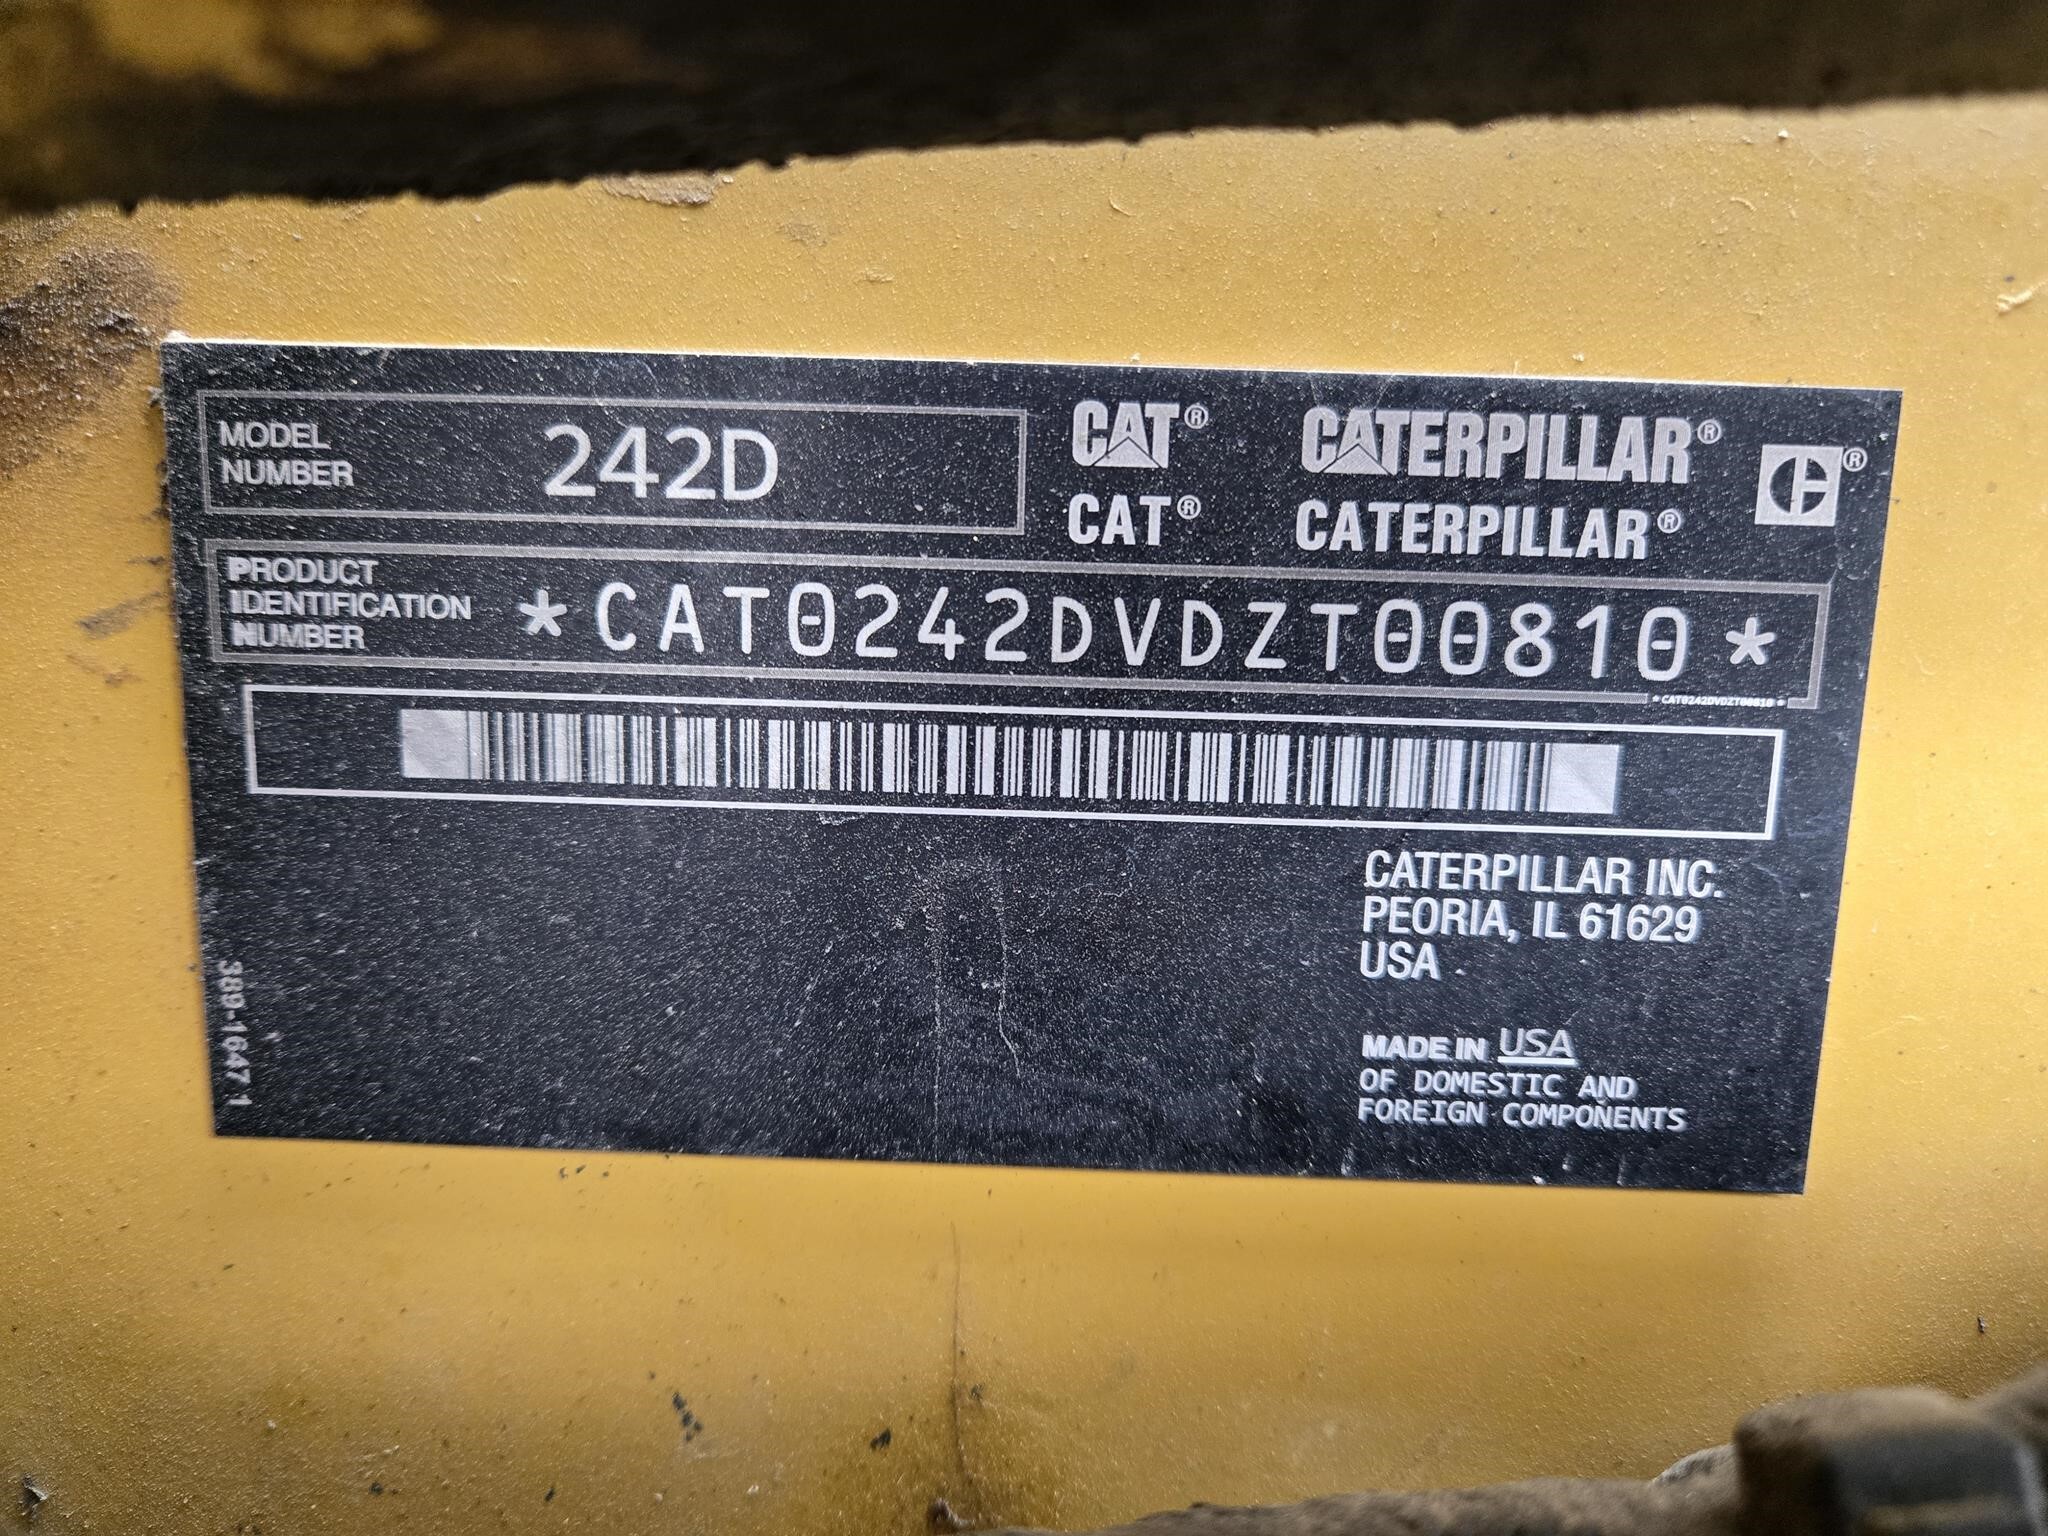 MODEL
NUMBER
242D
CAT® CATERPILLAR®
CAT® CATERPILLAR®
PRODUCT
IDENTIFICATION
NUMBER
*CAT0242DVDZT00810*
*CAT0242DVDZT00810*
CATERPILLAR INC.
PEORIA, IL 61629
USA
MADE IN USA
OF DOMESTIC AND
FOREIGN COMPONENTS
389-1647 1